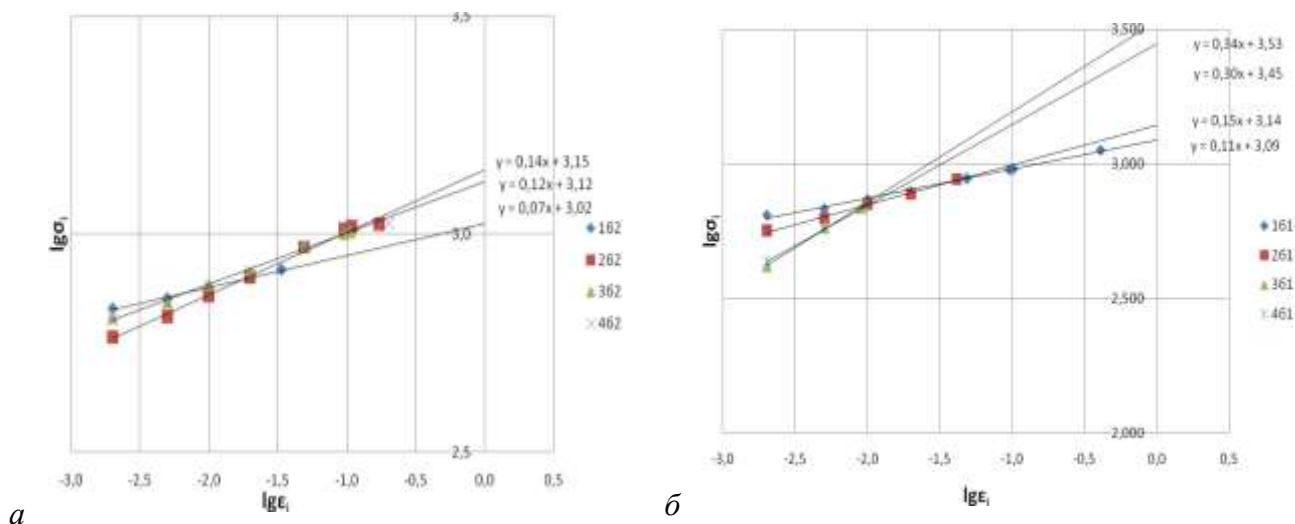 3,5
y = 0,14x + 3,15
y = 0,12x + 3,12
y = 0,07x + 3,02
lgσᵢ
3,0
162
262
362
462
2,5
-3,0 -2,5 -2,0 -1,5 -1,0 -0,5 0,0 0,5
lgεᵢ
а
3,500
y = 0,34x + 3,53
y = 0,30x + 3,45
y = 0,15x + 3,14
y = 0,11x + 3,09
3,000
lgσᵢ
161
261
361
461
2,500
2,000
-3,0 -2,5 -2,0 -1,5 -1,0 -0,5 0,0 0,5
lgεᵢ
б